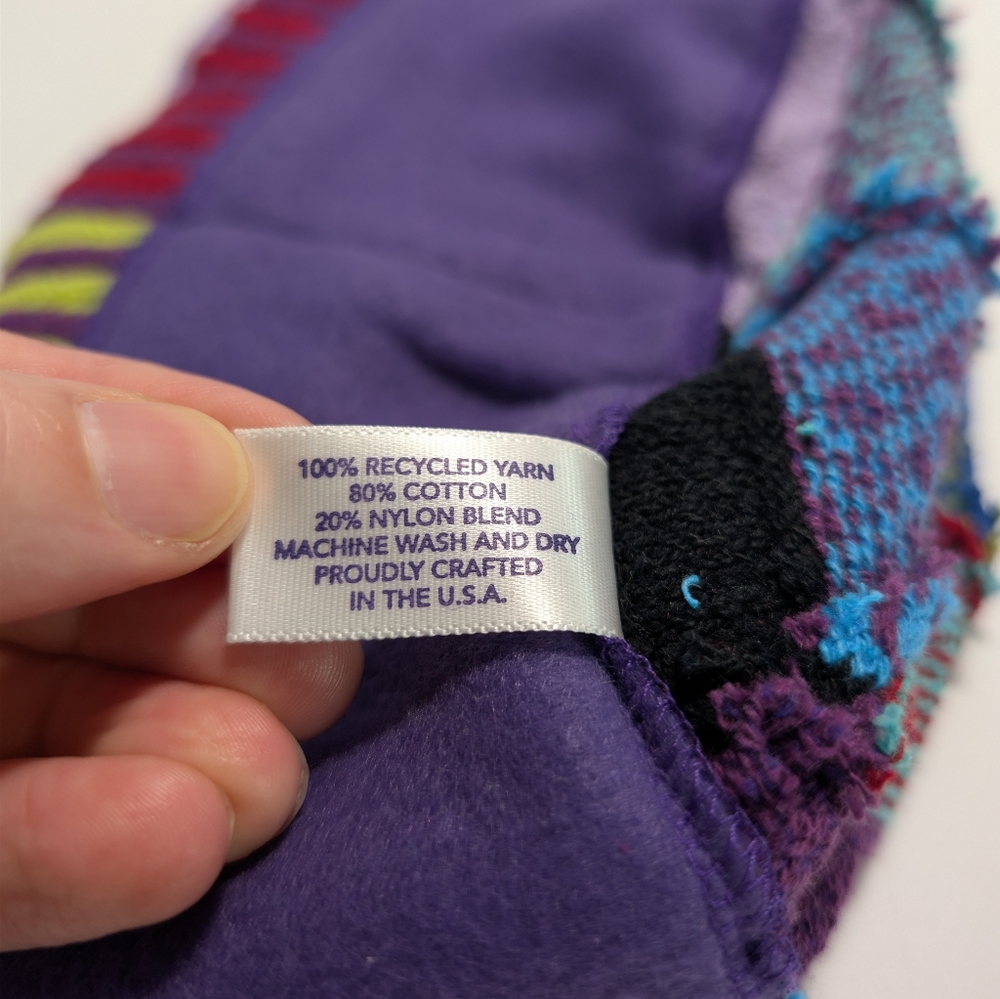 100% RECYCLED YARN
80% COTTON
20% NYLON BLEND
MACHINE WASH AND DRY
PROUDLY CRAFTED
IN THE U.S.A.